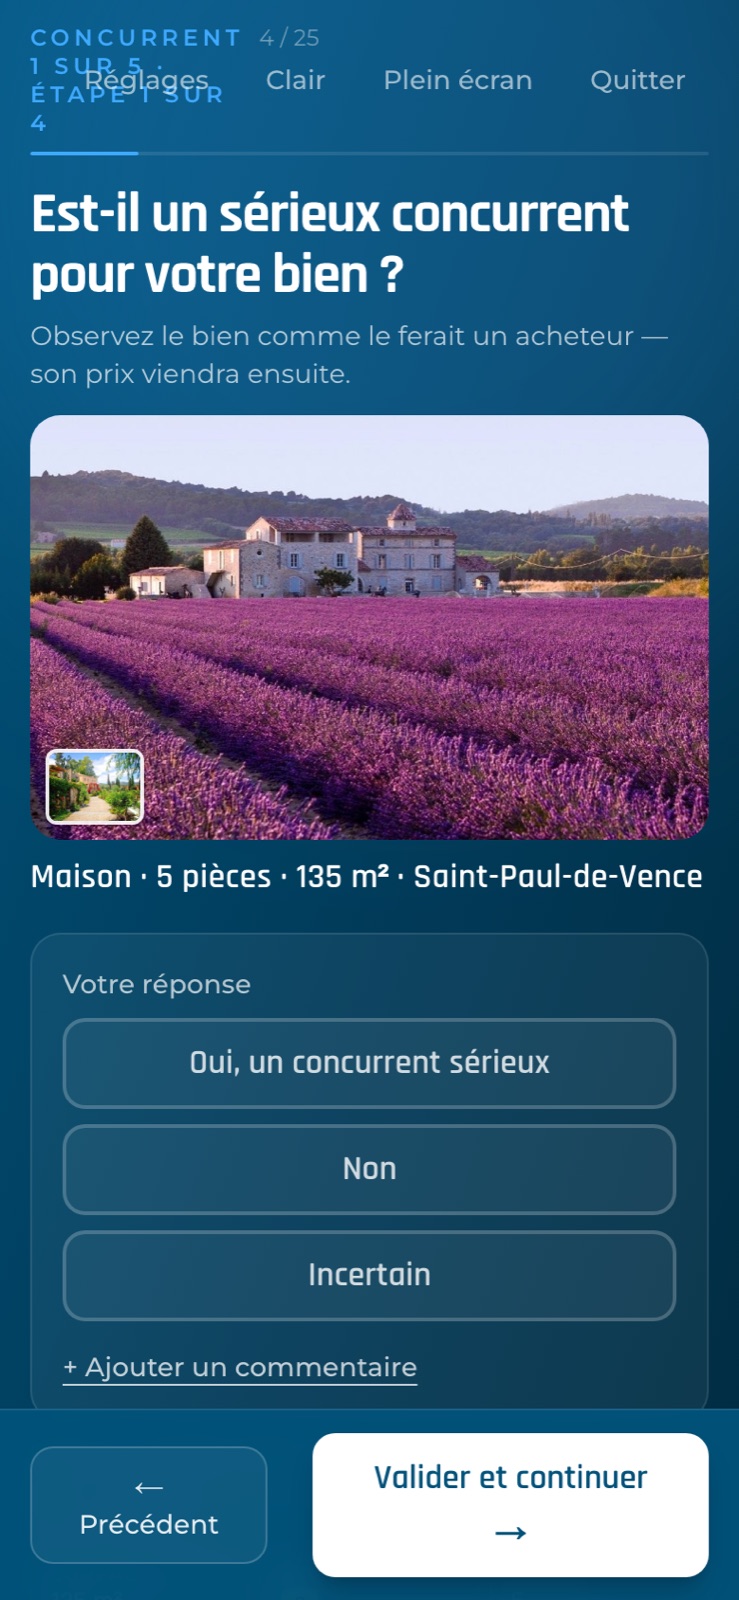 CONCURRENT 4 / 25
1 SUR 5 ·
ÉTAPE 1 SUR
4
Réglages Clair Plein écran Quitter
Est-il un sérieux concurrent
pour votre bien ?
Observez le bien comme le ferait un acheteur —
son prix viendra ensuite.
Maison · 5 pièces · 135 m² · Saint-Paul-de-Vence
Votre réponse
Oui, un concurrent sérieux
Non
Incertain
+ Ajouter un commentaire
←
Précédent
Valider et continuer
→